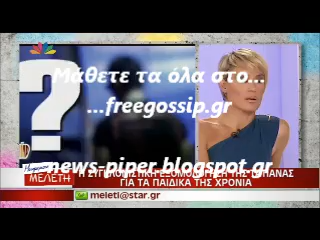 ?
Μάθετε τα όλα στο...
...freegossip.gr
news-piper.blogspot.gr
ΜΕΛΕΤΗ
Η ΣΥΓΚΛΟΝΙΣΤΙΚΗ ΕΞΟΜΟΛΟΓΗΣΗ ΤΗΣ
ΓΙΑ ΤΑ ΠΑΙΔΙΚΑ ΤΗΣ ΧΡΟΝΙΑ
meleti@star.gr